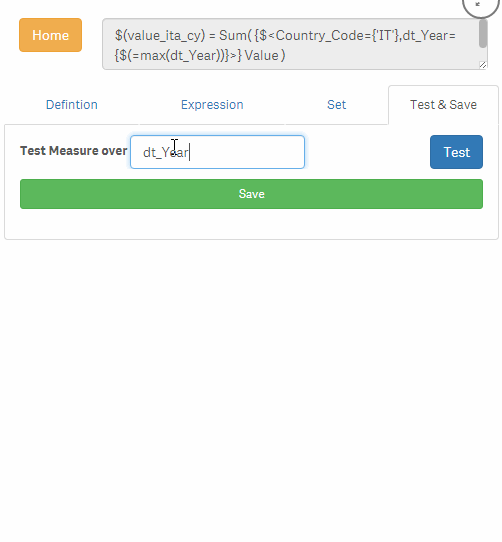 Home
$(value_ita_cy) = Sum( {$<Country_Code={'IT'},dt_Year=
{$(=max(dt_Year))}>} Value )
Defintion Expression Set Test & Save
Test Measure over dt_Year Test
Save